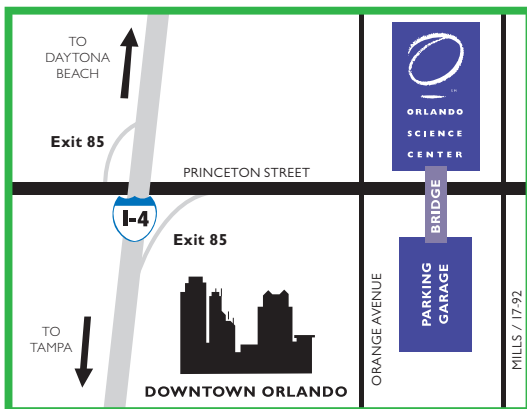 TO
DAYTONA
BEACH
SM
ORLANDO
SCIENCE
CENTER
Exit 85
PRINCETON STREET
BRIDGE
I-4
Exit 85
PARKING
GARAGE
ORANGE AVENUE
MILLS / 17-92
TO
TAMPA
DOWNTOWN ORLANDO